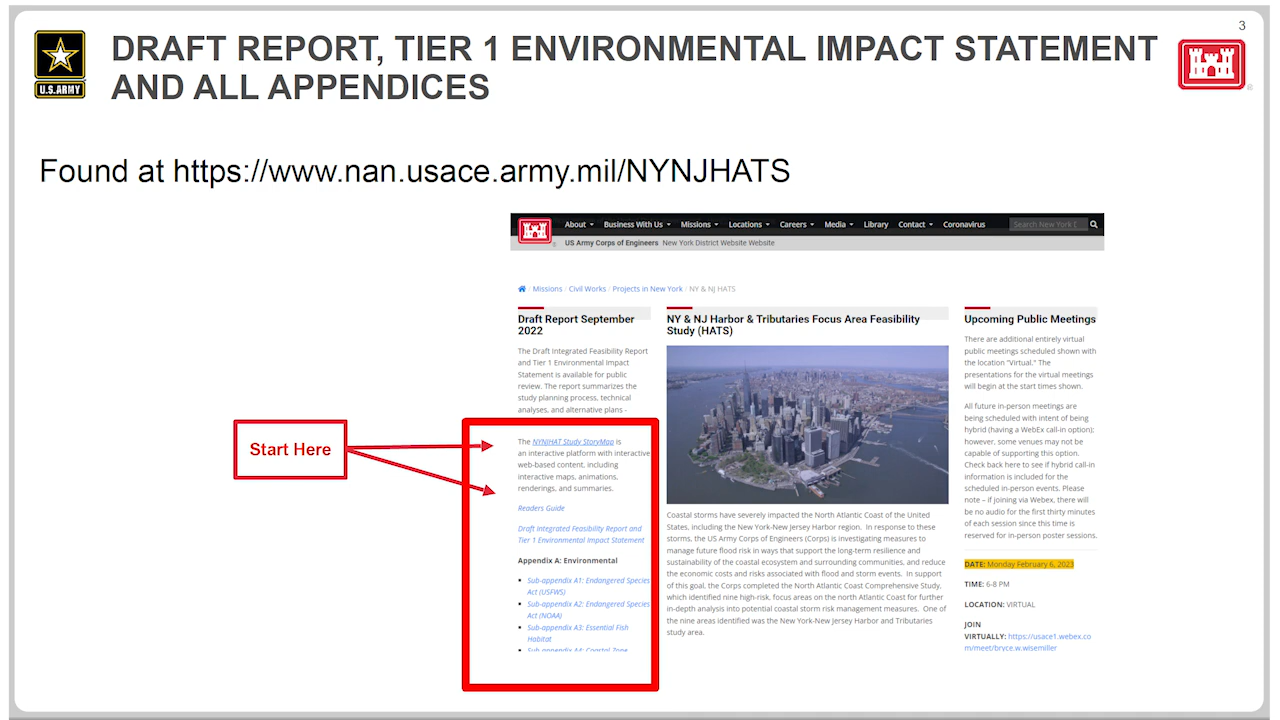 3
DRAFT REPORT, TIER 1 ENVIRONMENTAL IMPACT STATEMENT
AND ALL APPENDICES
U.S.ARMY
®
Found at https://www.nan.usace.army.mil/NYNJHATS
About Business With Us Missions Locations Careers Media Library Contact Coronavirus Search New York
US Army Corps of Engineers New York District Website Website
Missions / Civil Works / Projects in New York / NY & NJ HATS
Draft Report September
2022
The Draft Integrated Feasibility Report
and Tier 1 Environmental Impact
Statement is available for public
review. The report summarizes the
study planning process, technical
analyses, and alternative plans -
Start Here
The NYNJHAT Study StoryMap is
an interactive platform with interactive
web-based content, including
interactive maps, animations,
renderings, and summaries.
Readers Guide
Draft Integrated Feasibility Report and
Tier 1 Environmental Impact Statement
Appendix A: Environmental
Sub-appendix A1: Endangered Species
Act (USFWS)
Sub-appendix A2: Endangered Species
Act (NOAA)
Sub-appendix A3: Essential Fish
Habitat
Sub-appendix A4: Coastal Zone
NY & NJ Harbor & Tributaries Focus Area Feasibility
Study (HATS)
Coastal storms have severely impacted the North Atlantic Coast of the United
States, including the New York-New Jersey Harbor region. In response to these
storms, the US Army Corps of Engineers (Corps) is investigating measures to
manage future flood risk in ways that support the long-term resilience and
sustainability of the coastal ecosystem and surrounding communities, and reduce
the economic costs and risks associated with flood and storm events. In support
of this goal, the Corps completed the North Atlantic Coast Comprehensive Study,
which identified nine high-risk, focus areas on the north Atlantic Coast for further
in-depth analysis into potential coastal storm risk management measures. One of
the nine areas identified was the New York-New Jersey Harbor and Tributaries
study area.
Upcoming Public Meetings
There are additional entirely virtual
public meetings scheduled shown with
the location "Virtual." The
presentations for the virtual meetings
will begin at the start times shown.
All future in-person meetings are
being scheduled with intent of being
hybrid (having a WebEx call-in option);
however, some venues may not be
capable of supporting this option.
Check back here to see if hybrid call-in
information is included for the
scheduled in-person events. Please
note – if joining via Webex, there will
be no audio for the first thirty minutes
of each session since this time is
reserved for in-person poster sessions.
DATE: Monday February 6, 2023
TIME: 6-8 PM
LOCATION: VIRTUAL
JOIN
VIRTUALLY: https://usace1.webex.co
m/meet/bryce.w.wisemiller